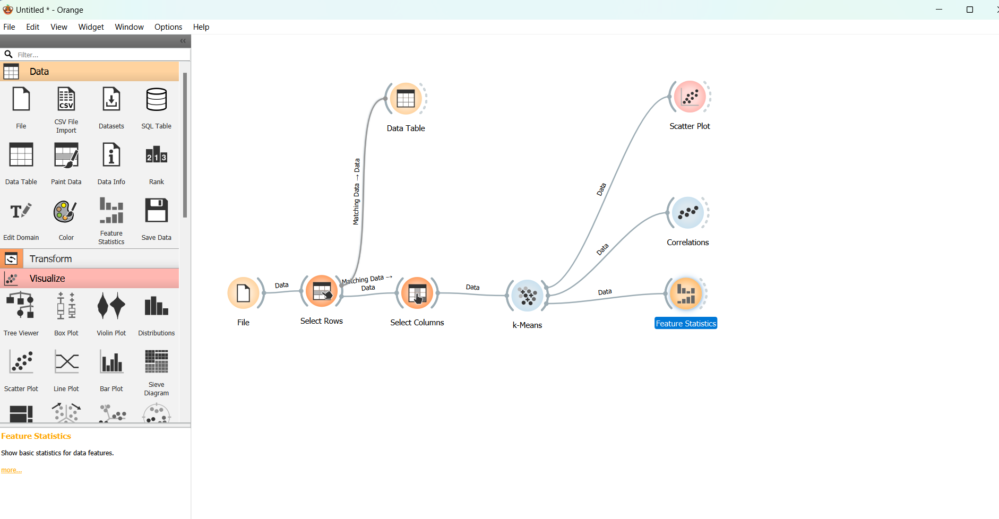 Untitled * - Orange
File Edit View Widget Window Options Help
Filter...
Data
File
CSV
CSV File
Import
Datasets
SQL Table
Data Table
Paint Data
Data Info
2 1 3
Rank
T
Edit Domain
Color
Feature
Statistics
Save Data
Transform
Visualize
Tree Viewer
Box Plot
Violin Plot
Distributions
Scatter Plot
Line Plot
Bar Plot
Sieve
Diagram
Feature Statistics
Show basic statistics for data features.
more...
Data Table
Matching Data → Data
File
Data
Select Rows
Matching Data →
Data
Select Columns
Data
k-Means
Data
Scatter Plot
Data
Correlations
Data
Feature Statistics